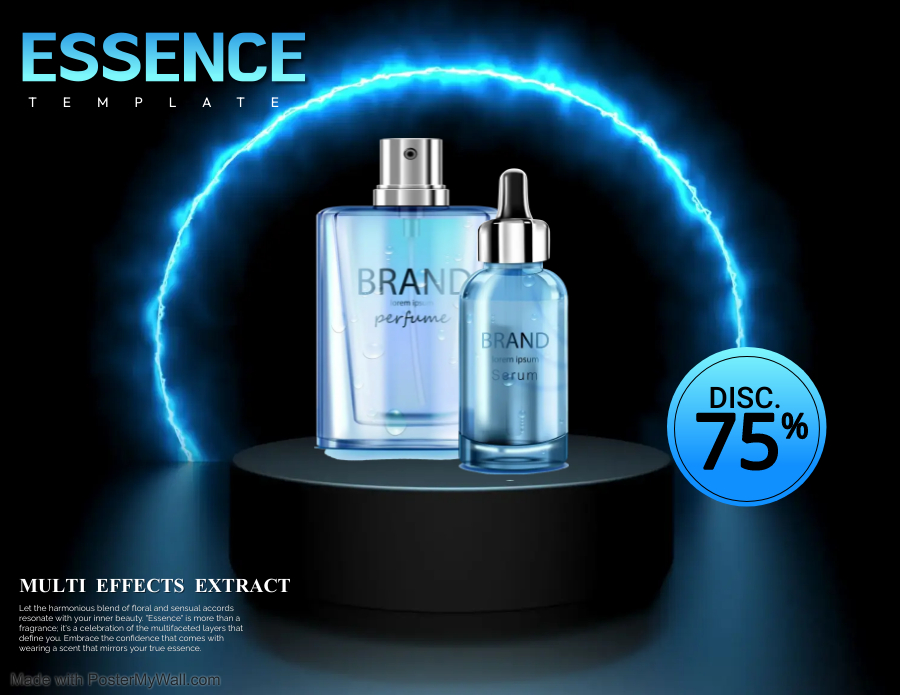 ESSENCE
TEMPLATE
BRAND
lorem ipsum
perfume
BRAND
lorem ipsum
Serum
DISC.
75%
MULTI EFFECTS EXTRACT
Let the harmonious blend of floral and sensual accords
resonate with your inner beauty. "Essence" is more than a
fragrance; it's a celebration of the multifaceted layers that
define you. Embrace the confidence that comes with
wearing a scent that mirrors your true essence.
Made with PosterMyWall.com